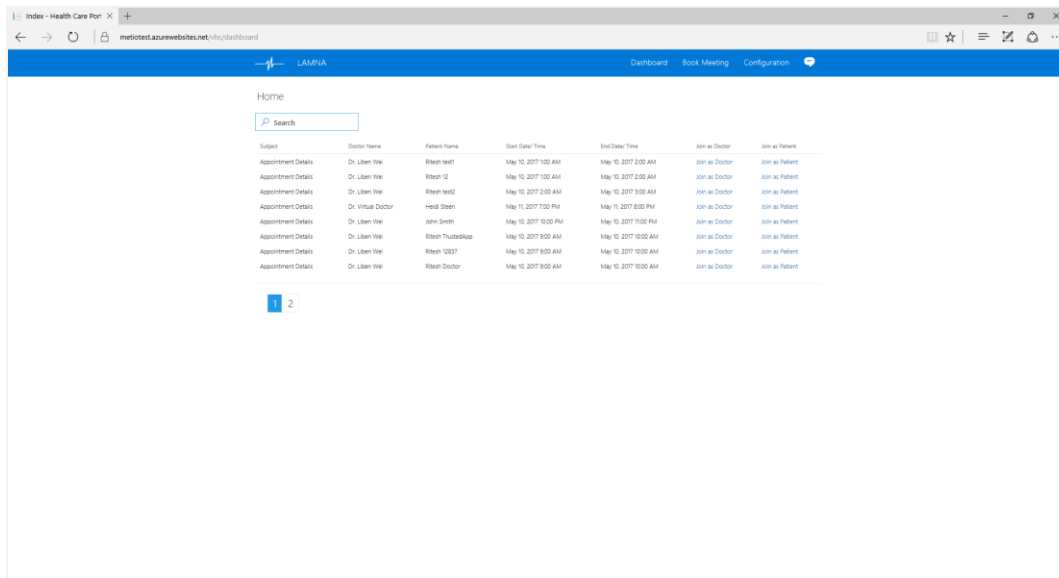 Index - Health Care Port
metiotest.azurewebsites.net/vhc/dashboard
LAMNA Dashboard Book Meeting Configuration
Home
Search
Subject Doctor Name Patient Name Start Date/ Time End Date/ Time Join as Doctor Join as Patient
Appointment Details Dr. Liben Wei Ritesh test1 May 10, 2017 1:00 AM May 10, 2017 2:00 AM Join as Doctor Join as Patient
Appointment Details Dr. Liben Wei Ritesh 12 May 10, 2017 1:00 AM May 10, 2017 2:00 AM Join as Doctor Join as Patient
Appointment Details Dr. Liben Wei Ritesh test2 May 10, 2017 2:00 AM May 10, 2017 3:00 AM Join as Doctor Join as Patient
Appointment Details Dr. Virtual Doctor Heidi Steen May 11, 2017 7:00 PM May 11, 2017 8:00 PM Join as Doctor Join as Patient
Appointment Details Dr. Liben Wei John Smith May 10, 2017 10:00 PM May 10, 2017 11:00 PM Join as Doctor Join as Patient
Appointment Details Dr. Liben Wei Ritesh TrustedApp May 10, 2017 9:00 AM May 10, 2017 10:00 AM Join as Doctor Join as Patient
Appointment Details Dr. Liben Wei Ritesh 12837 May 10, 2017 9:00 AM May 10, 2017 10:00 AM Join as Doctor Join as Patient
Appointment Details Dr. Liben Wei Ritesh Doctor May 10, 2017 9:00 AM May 10, 2017 10:00 AM Join as Doctor Join as Patient
1 2